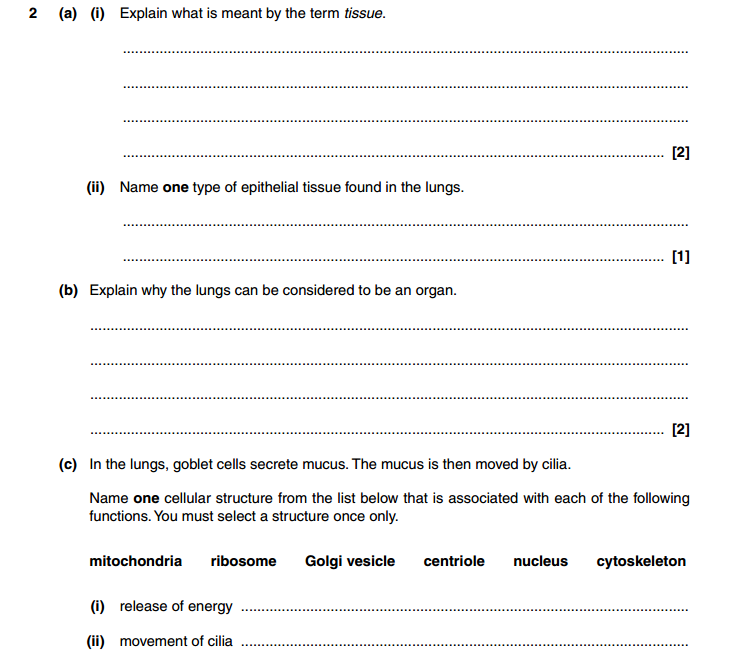 2 (a) (i) Explain what is meant by the term tissue.
.......................................................................................................................................
.......................................................................................................................................
.......................................................................................................................................
................................................................................................................................. [2]
(ii) Name one type of epithelial tissue found in the lungs.
.......................................................................................................................................
................................................................................................................................. [1]
(b) Explain why the lungs can be considered to be an organ.
...............................................................................................................................................
...............................................................................................................................................
...............................................................................................................................................
......................................................................................................................................... [2]
(c) In the lungs, goblet cells secrete mucus. The mucus is then moved by cilia.
Name one cellular structure from the list below that is associated with each of the following
functions. You must select a structure once only.
mitochondria ribosome Golgi vesicle centriole nucleus cytoskeleton
(i) release of energy ..........................................................................................................
(ii) movement of cilia ..........................................................................................................